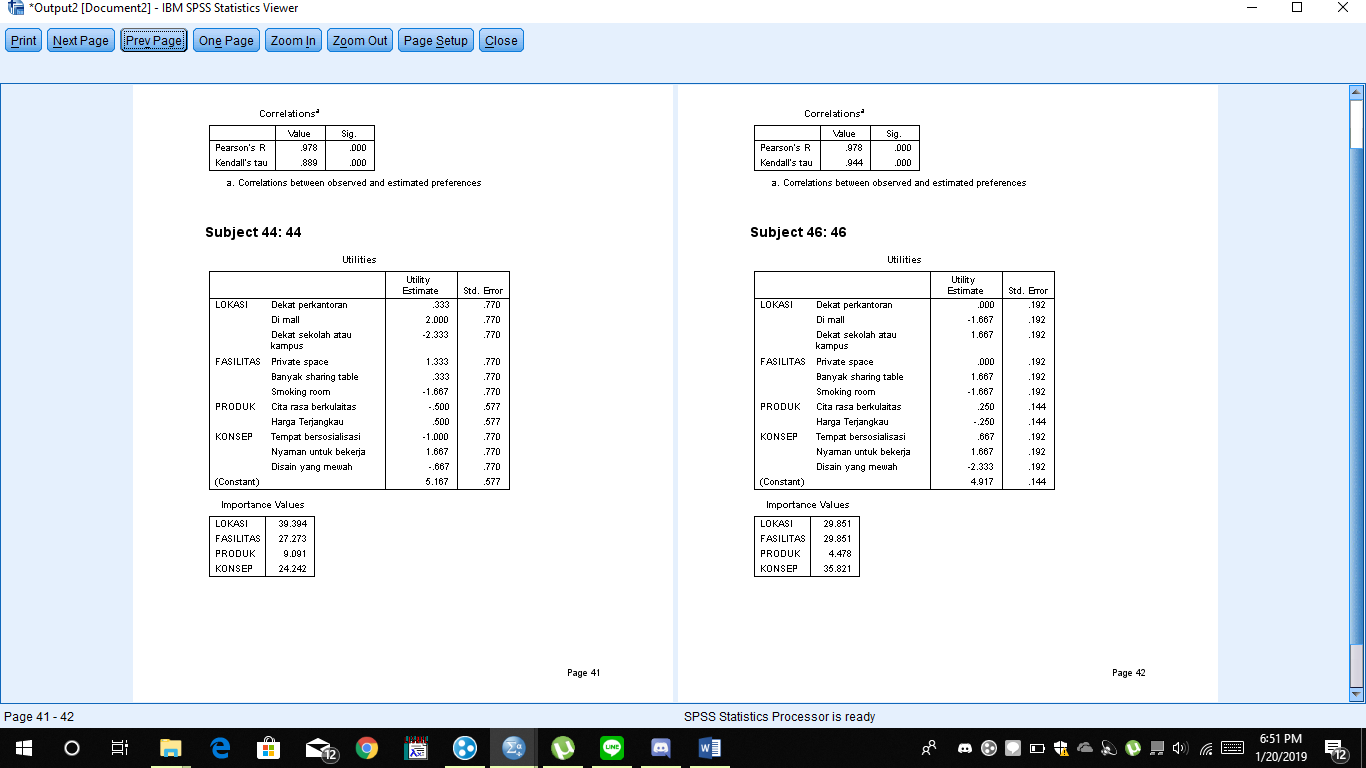 *Output2 [Document2] - IBM SPSS Statistics Viewer
Print Next Page Prev Page One Page Zoom In Zoom Out Page Setup Close
Correlationsa
Value Sig.
Pearson's R .978 .000
Kendall's tau .889 .000
a. Correlations between observed and estimated preferences
Subject 44: 44
Utilities
Utility
Estimate Std. Error
LOKASI Dekat perkantoran .333 .770
Di mall 2.000 .770
Dekat sekolah atau
kampus -2.333 .770
FASILITAS Private space 1.333 .770
Banyak sharing table .333 .770
Smoking room -1.667 .770
PRODUK Cita rasa berkulaitas -.500 .577
Harga Terjangkau .500 .577
KONSEP Tempat bersosialisasi -1.000 .770
Nyaman untuk bekerja 1.667 .770
Disain yang mewah -.667 .770
(Constant) 5.167 .577
Importance Values
LOKASI 39.394
FASILITAS 27.273
PRODUK 9.091
KONSEP 24.242
Page 41
Correlationsa
Value Sig.
Pearson's R .978 .000
Kendall's tau .944 .000
a. Correlations between observed and estimated preferences
Subject 46: 46
Utilities
Utility
Estimate Std. Error
LOKASI Dekat perkantoran .000 .192
Di mall -1.667 .192
Dekat sekolah atau
kampus 1.667 .192
FASILITAS Private space .000 .192
Banyak sharing table 1.667 .192
Smoking room -1.667 .192
PRODUK Cita rasa berkulaitas .250 .144
Harga Terjangkau -.250 .144
KONSEP Tempat bersosialisasi .667 .192
Nyaman untuk bekerja 1.667 .192
Disain yang mewah -2.333 .192
(Constant) 4.917 .144
Importance Values
LOKASI 29.851
FASILITAS 29.851
PRODUK 4.478
KONSEP 35.821
Page 42
Page 41 - 42 SPSS Statistics Processor is ready
12
LINE
6:51 PM
1/20/2019
12